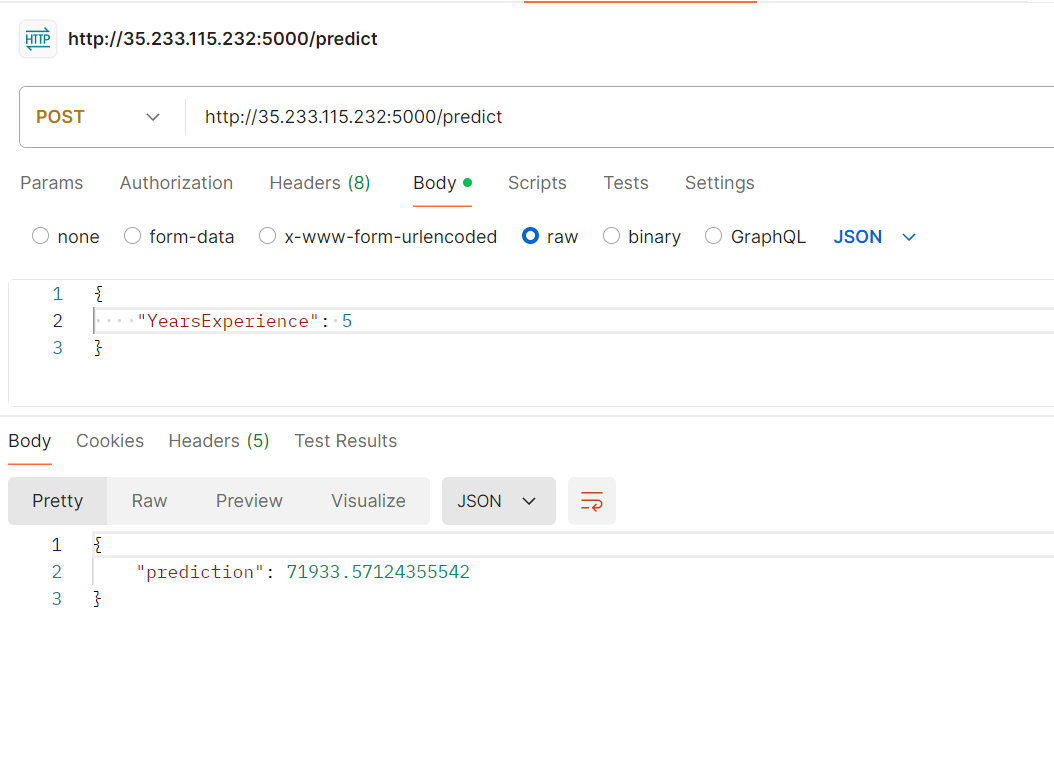 HTTP http://35.233.115.232:5000/predict
POST http://35.233.115.232:5000/predict
Params Authorization Headers (8) Body Scripts Tests Settings
none form-data x-www-form-urlencoded raw binary GraphQL JSON
1 {
2 "YearsExperience": 5
3 }
Body Cookies Headers (5) Test Results
Pretty Raw Preview Visualize JSON
1 {
2 "prediction": 71933.57124355542
3 }